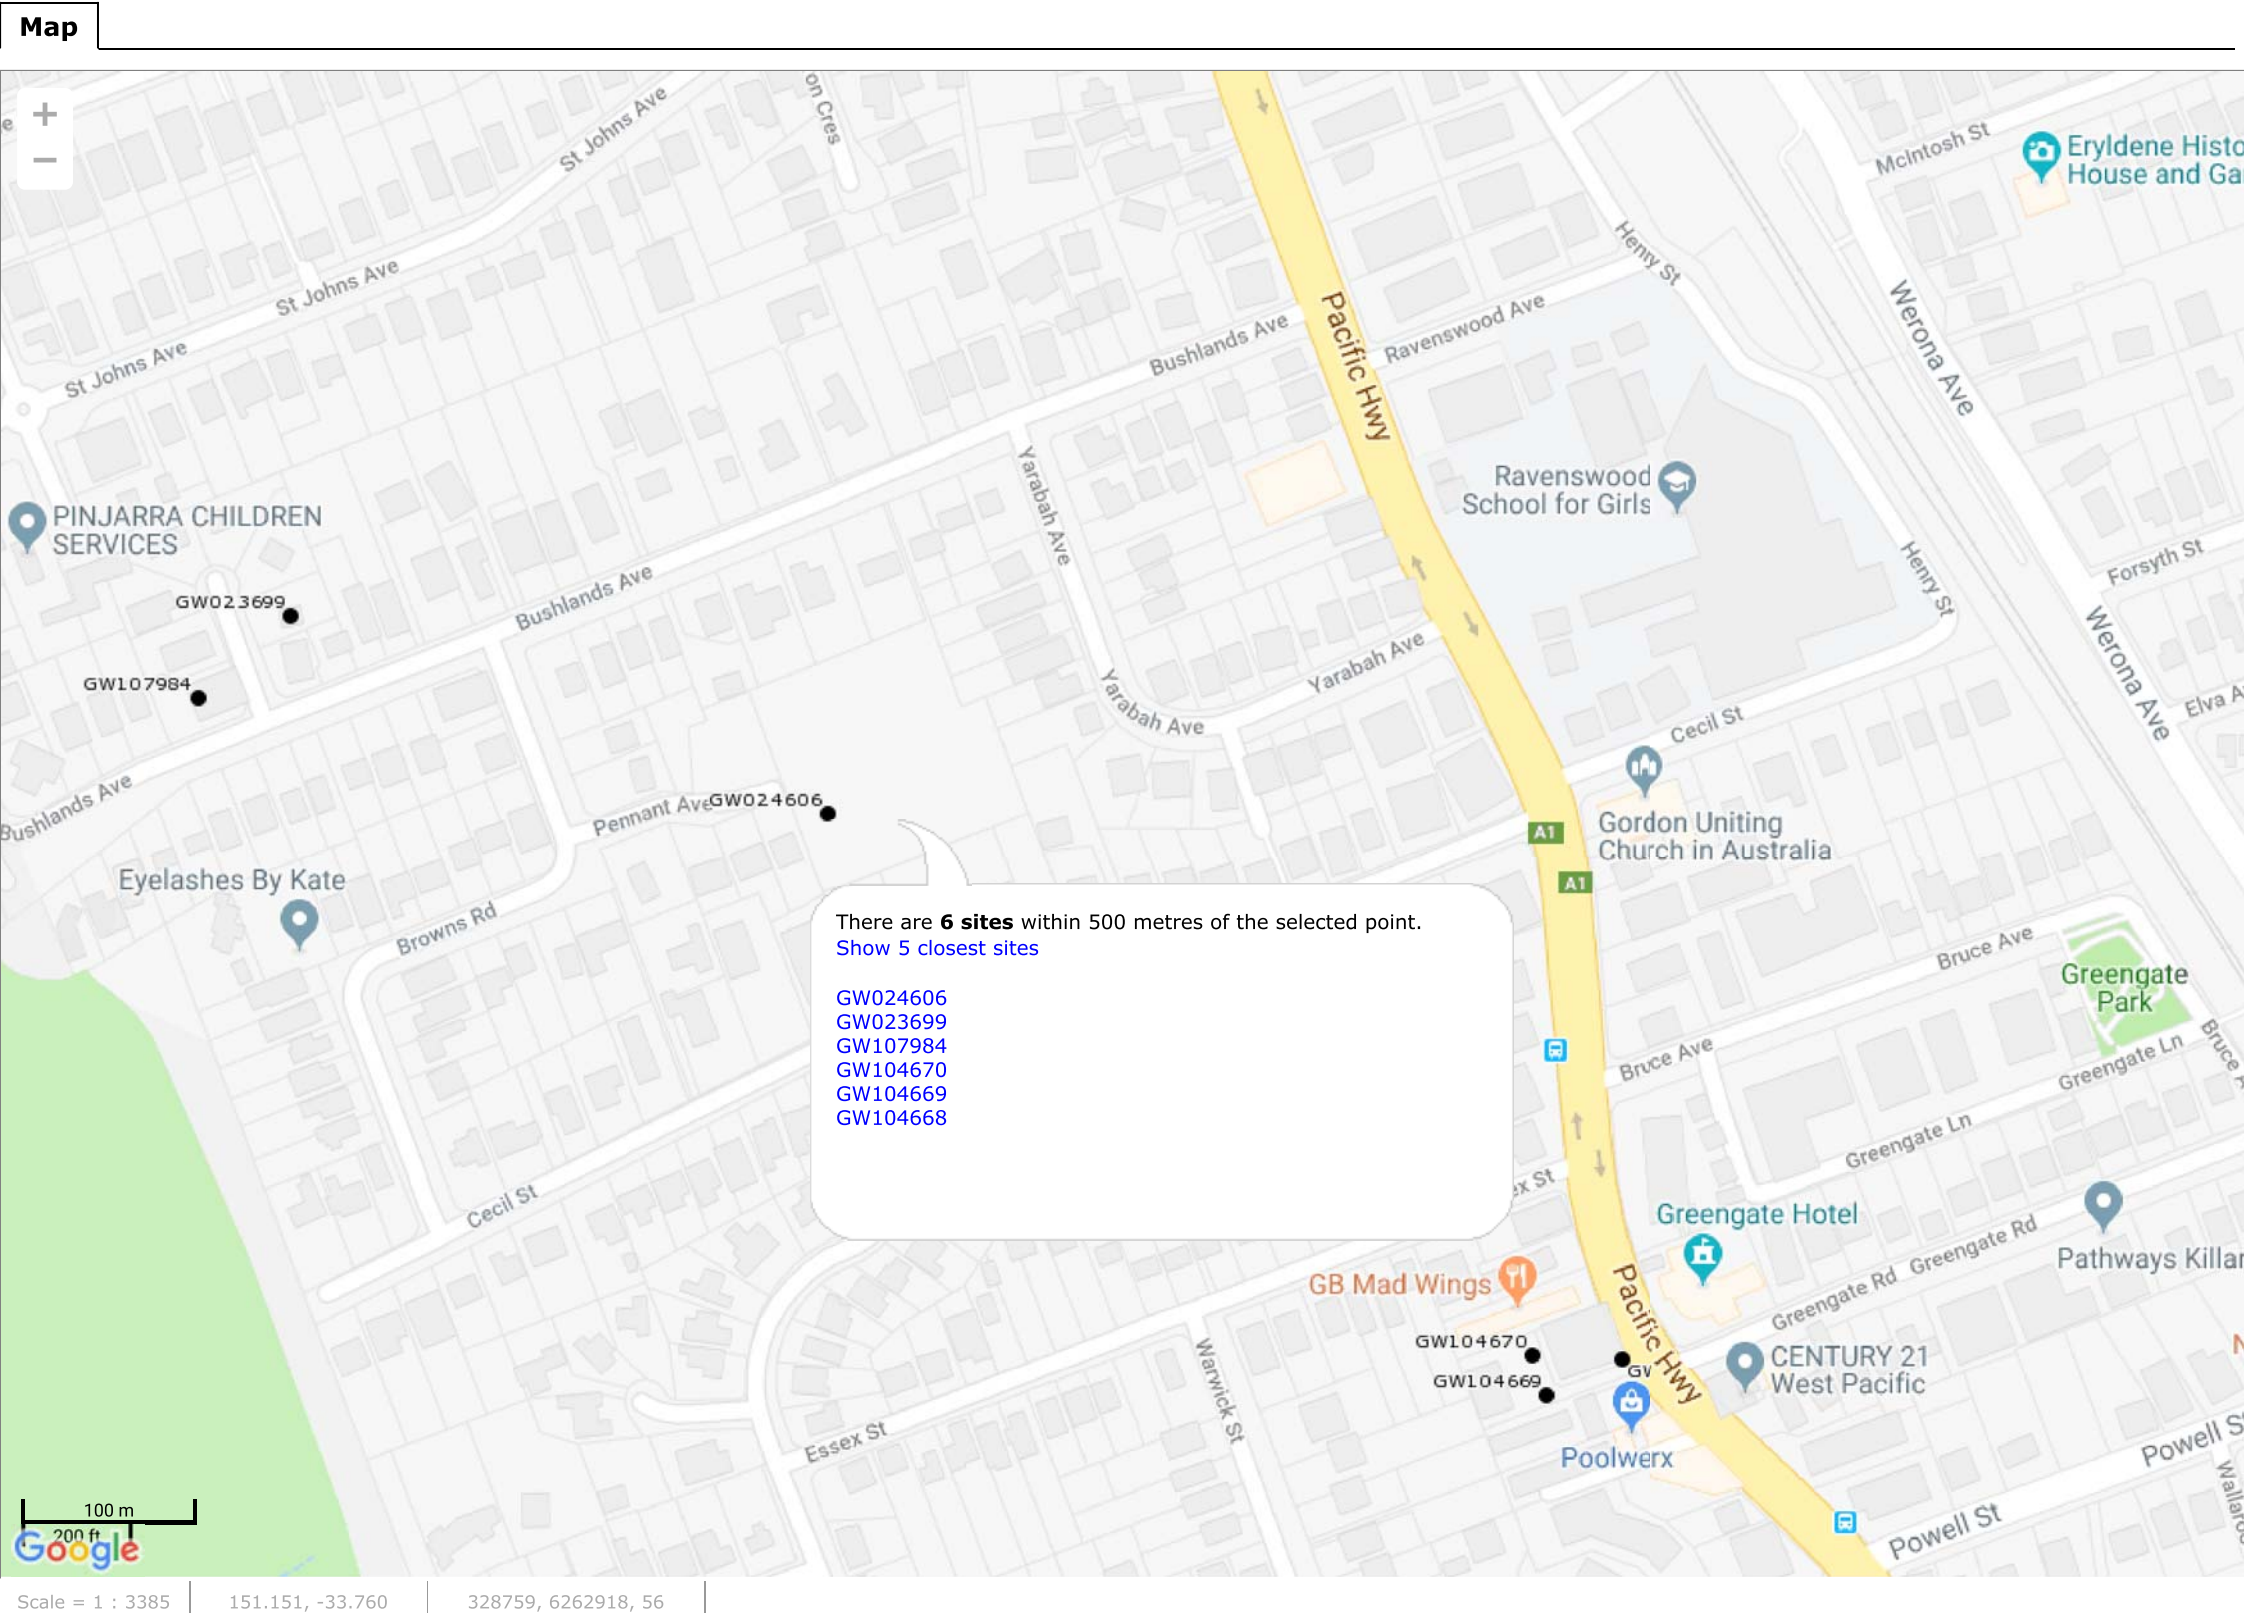 Map
+
−
on Cres
St Johns Ave
McIntosh St
Eryldene Histo
House and Ga
Henry St
St Johns Ave
Werona Ave
Pacific Hwy
Ravenswood Ave
Bushlands Ave
St Johns Ave
Yarabah Ave
Ravenswood
School for Girls
PINJARRA CHILDREN
SERVICES
Henry St
Forsyth St
Bushlands Ave
GW023699
Werona Ave
Yarabah Ave
GW107984
Yarabah Ave
Elva A
Cecil St
Bushlands Ave
Pennant Ave
GW024606
A1
Gordon Uniting
Church in Australia
Eyelashes By Kate
A1
Browns Rd
There are 6 sites within 500 metres of the selected point.
Show 5 closest sites
GW024606
GW023699
GW107984
GW104670
GW104669
GW104668
Bruce Ave
Greengate
Park
Bruce Ave
Bruce A
Greengate Ln
Greengate Ln
Cecil St
ex St
Greengate Hotel
Greengate Rd
Greengate Rd
Pathways Killar
GB Mad Wings
Pacific Hwy
GW104670
GW
GW104669
CENTURY 21
West Pacific
N
Warwick St
Essex St
Poolwerx
Powell S
Wallaro
Powell St
100 m
200 ft
Google
Scale = 1 : 3385
151.151, -33.760
328759, 6262918, 56